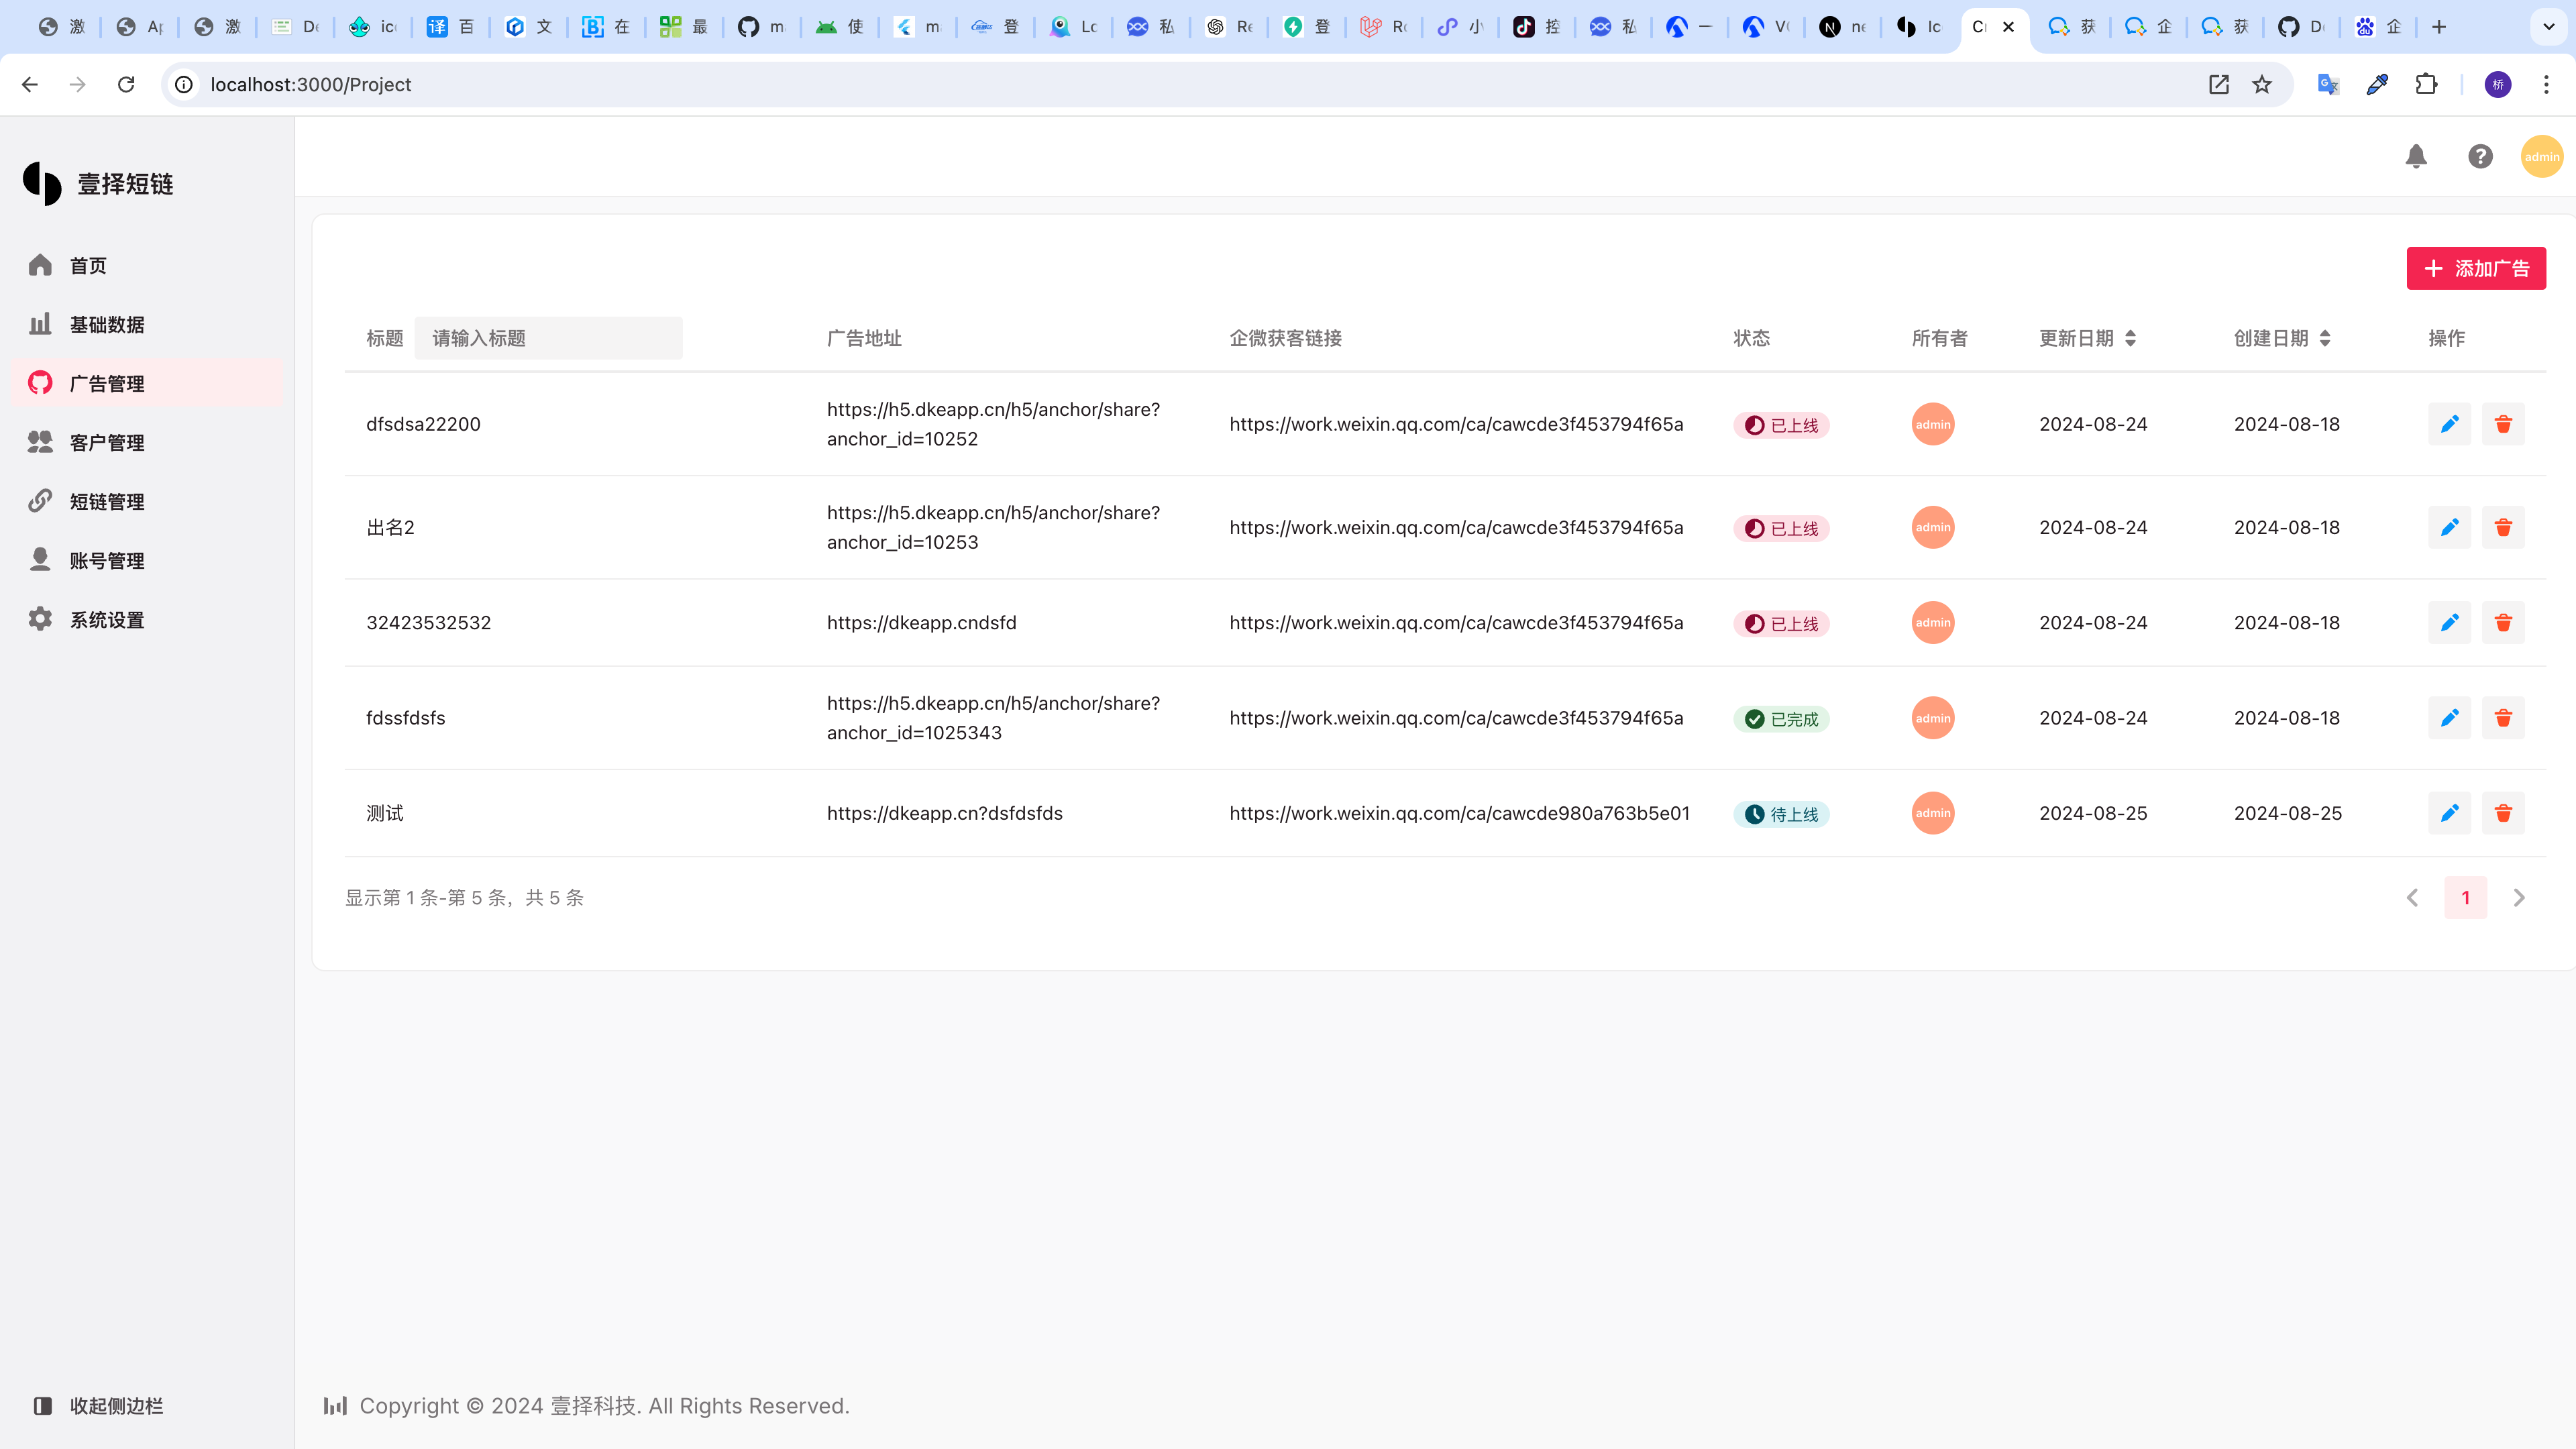 激
Ap
激
De
ico
译 百
文
在
最
ma
使
m
登
Lo
私
Re
登
Ro
小
控
私
一
V
ne
Ic
C
获
企
获
D
企
localhost:3000/Project
桥
壹择短链
admin
首页
基础数据
广告管理
客户管理
短链管理
账号管理
系统设置
收起侧边栏
添加广告
标题 请输入标题 广告地址 企微获客链接 状态 所有者 更新日期 创建日期 操作
dfsdsa22200 https://h5.dkeapp.cn/h5/anchor/share?
anchor_id=10252 https://work.weixin.qq.com/ca/cawcde3f453794f65a 已上线 admin 2024-08-24 2024-08-18
出名2 https://h5.dkeapp.cn/h5/anchor/share?
anchor_id=10253 https://work.weixin.qq.com/ca/cawcde3f453794f65a 已上线 admin 2024-08-24 2024-08-18
32423532532 https://dkeapp.cndsfd https://work.weixin.qq.com/ca/cawcde3f453794f65a 已上线 admin 2024-08-24 2024-08-18
fdssfdsfs https://h5.dkeapp.cn/h5/anchor/share?
anchor_id=1025343 https://work.weixin.qq.com/ca/cawcde3f453794f65a 已完成 admin 2024-08-24 2024-08-18
测试 https://dkeapp.cn?dsfdsfds https://work.weixin.qq.com/ca/cawcde980a763b5e01 待上线 admin 2024-08-25 2024-08-25
显示第 1 条-第 5 条，共 5 条 1
Copyright © 2024 壹择科技. All Rights Reserved.